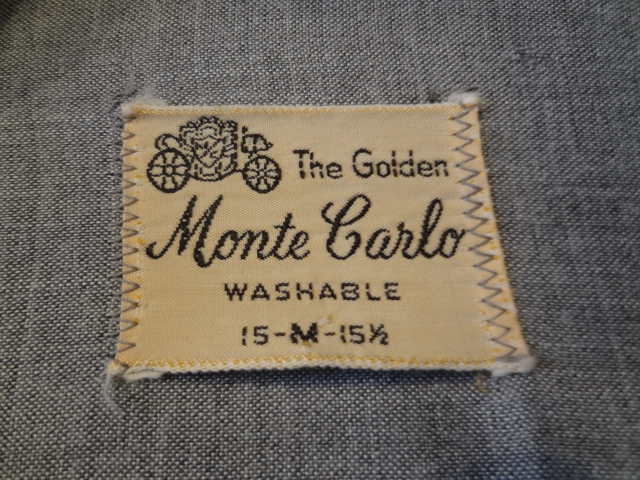 The Golden
Monte Carlo
WASHABLE
15-M-15½